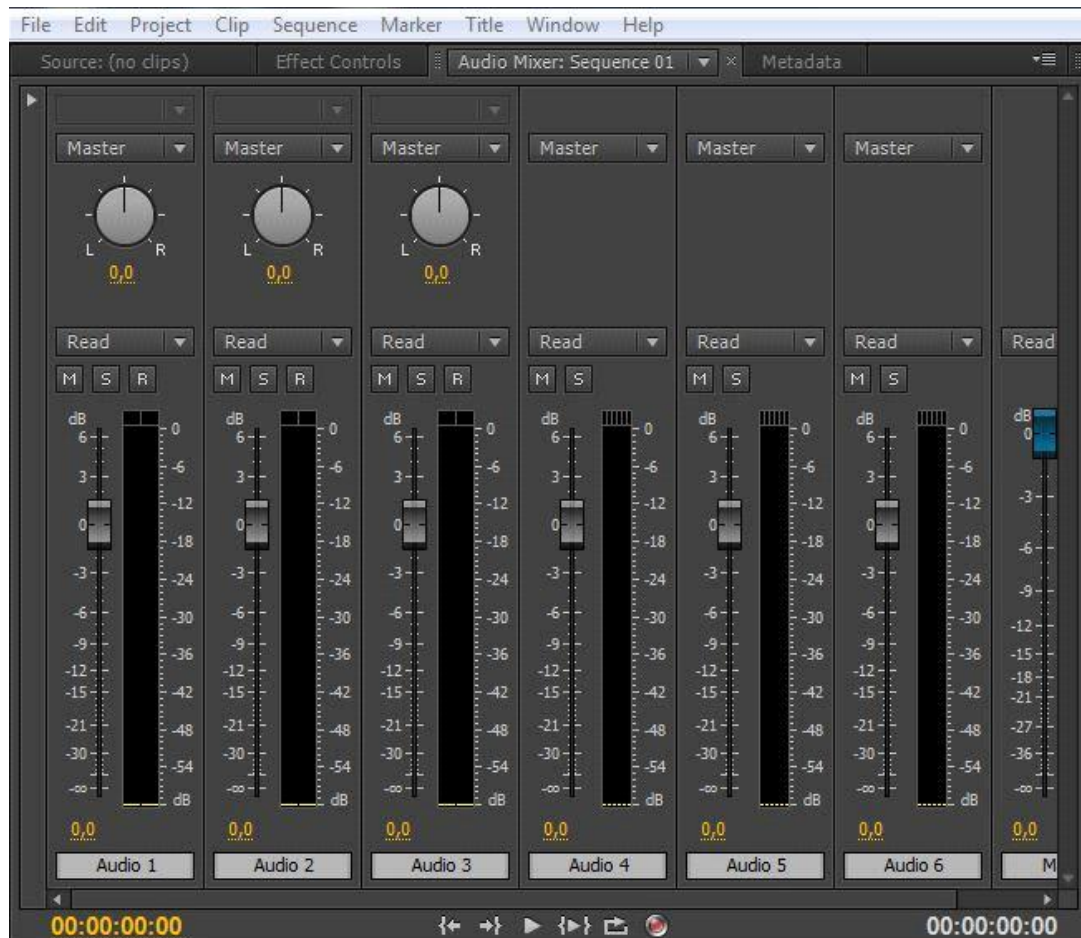 File Edit Project Clip Sequence Marker Title Window Help
Source: (no clips) Effect Controls Audio Mixer: Sequence 01 Metadata
Master Master Master Master Master Master
L R L R L R
0,0 0,0 0,0
Read Read Read Read Read Read Read
M S R M S R M S R M S M S M S
dB dB dB dB dB dB dB
6 0 6 0 6 0 6 0 6 0 6 0 0
-6 -6 -6 -6 -6 -6
3 3 3 3 3 3
-12 -12 -12 -12 -12 -12 -3
0 0 0 0 0 0
-18 -18 -18 -18 -18 -18 -6
-3 -24 -3 -24 -3 -24 -3 -24 -3 -24 -3 -24 -9
-6 -30 -6 -30 -6 -30 -6 -30 -6 -30 -6 -30 -12
-9 -36 -9 -36 -9 -36 -9 -36 -9 -36 -9 -36 -15
-12 -12 -12 -12 -12 -12 -18
-15 -42 -15 -42 -15 -42 -15 -42 -15 -42 -15 -42 -21
-21 -48 -21 -48 -21 -48 -21 -48 -21 -48 -21 -48 -27
-30 -54 -30 -54 -30 -54 -30 -54 -30 -54 -30 -54 -36
-∞ dB -∞ dB -∞ dB -∞ dB -∞ dB -∞ dB -∞
0,0 0,0 0,0 0,0 0,0 0,0 0,0
Audio 1 Audio 2 Audio 3 Audio 4 Audio 5 Audio 6 M
00:00:00:00 00:00:00:00